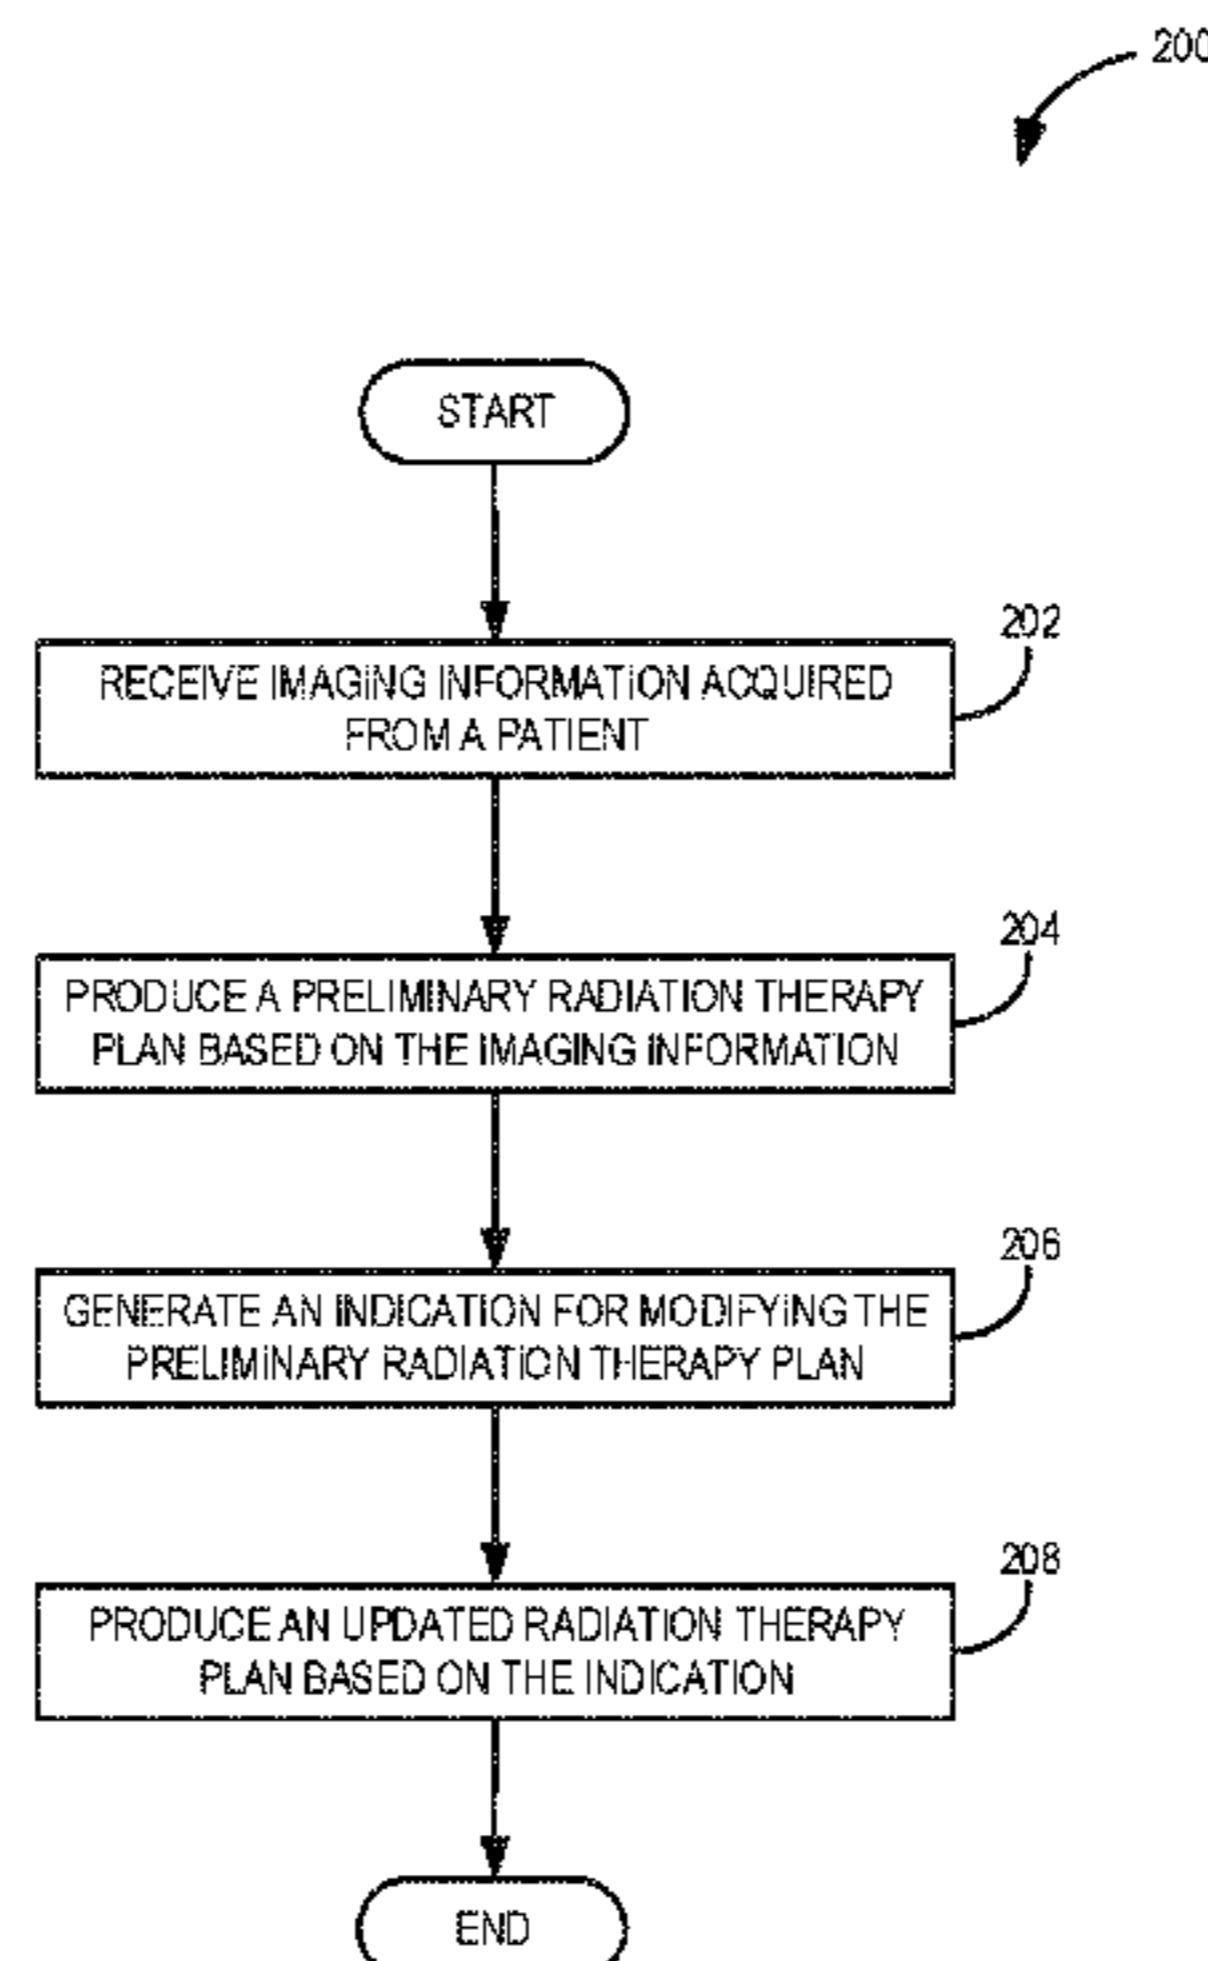 200
START
202
RECEIVE IMAGING INFORMATION ACQUIRED
FROM A PATIENT
204
PRODUCE A PRELIMINARY RADIATION THERAPY
PLAN BASED ON THE IMAGING INFORMATION
206
GENERATE AN INDICATION FOR MODIFYING THE
PRELIMINARY RADIATION THERAPY PLAN
208
PRODUCE AN UPDATED RADIATION THERAPY
PLAN BASED ON THE INDICATION
END